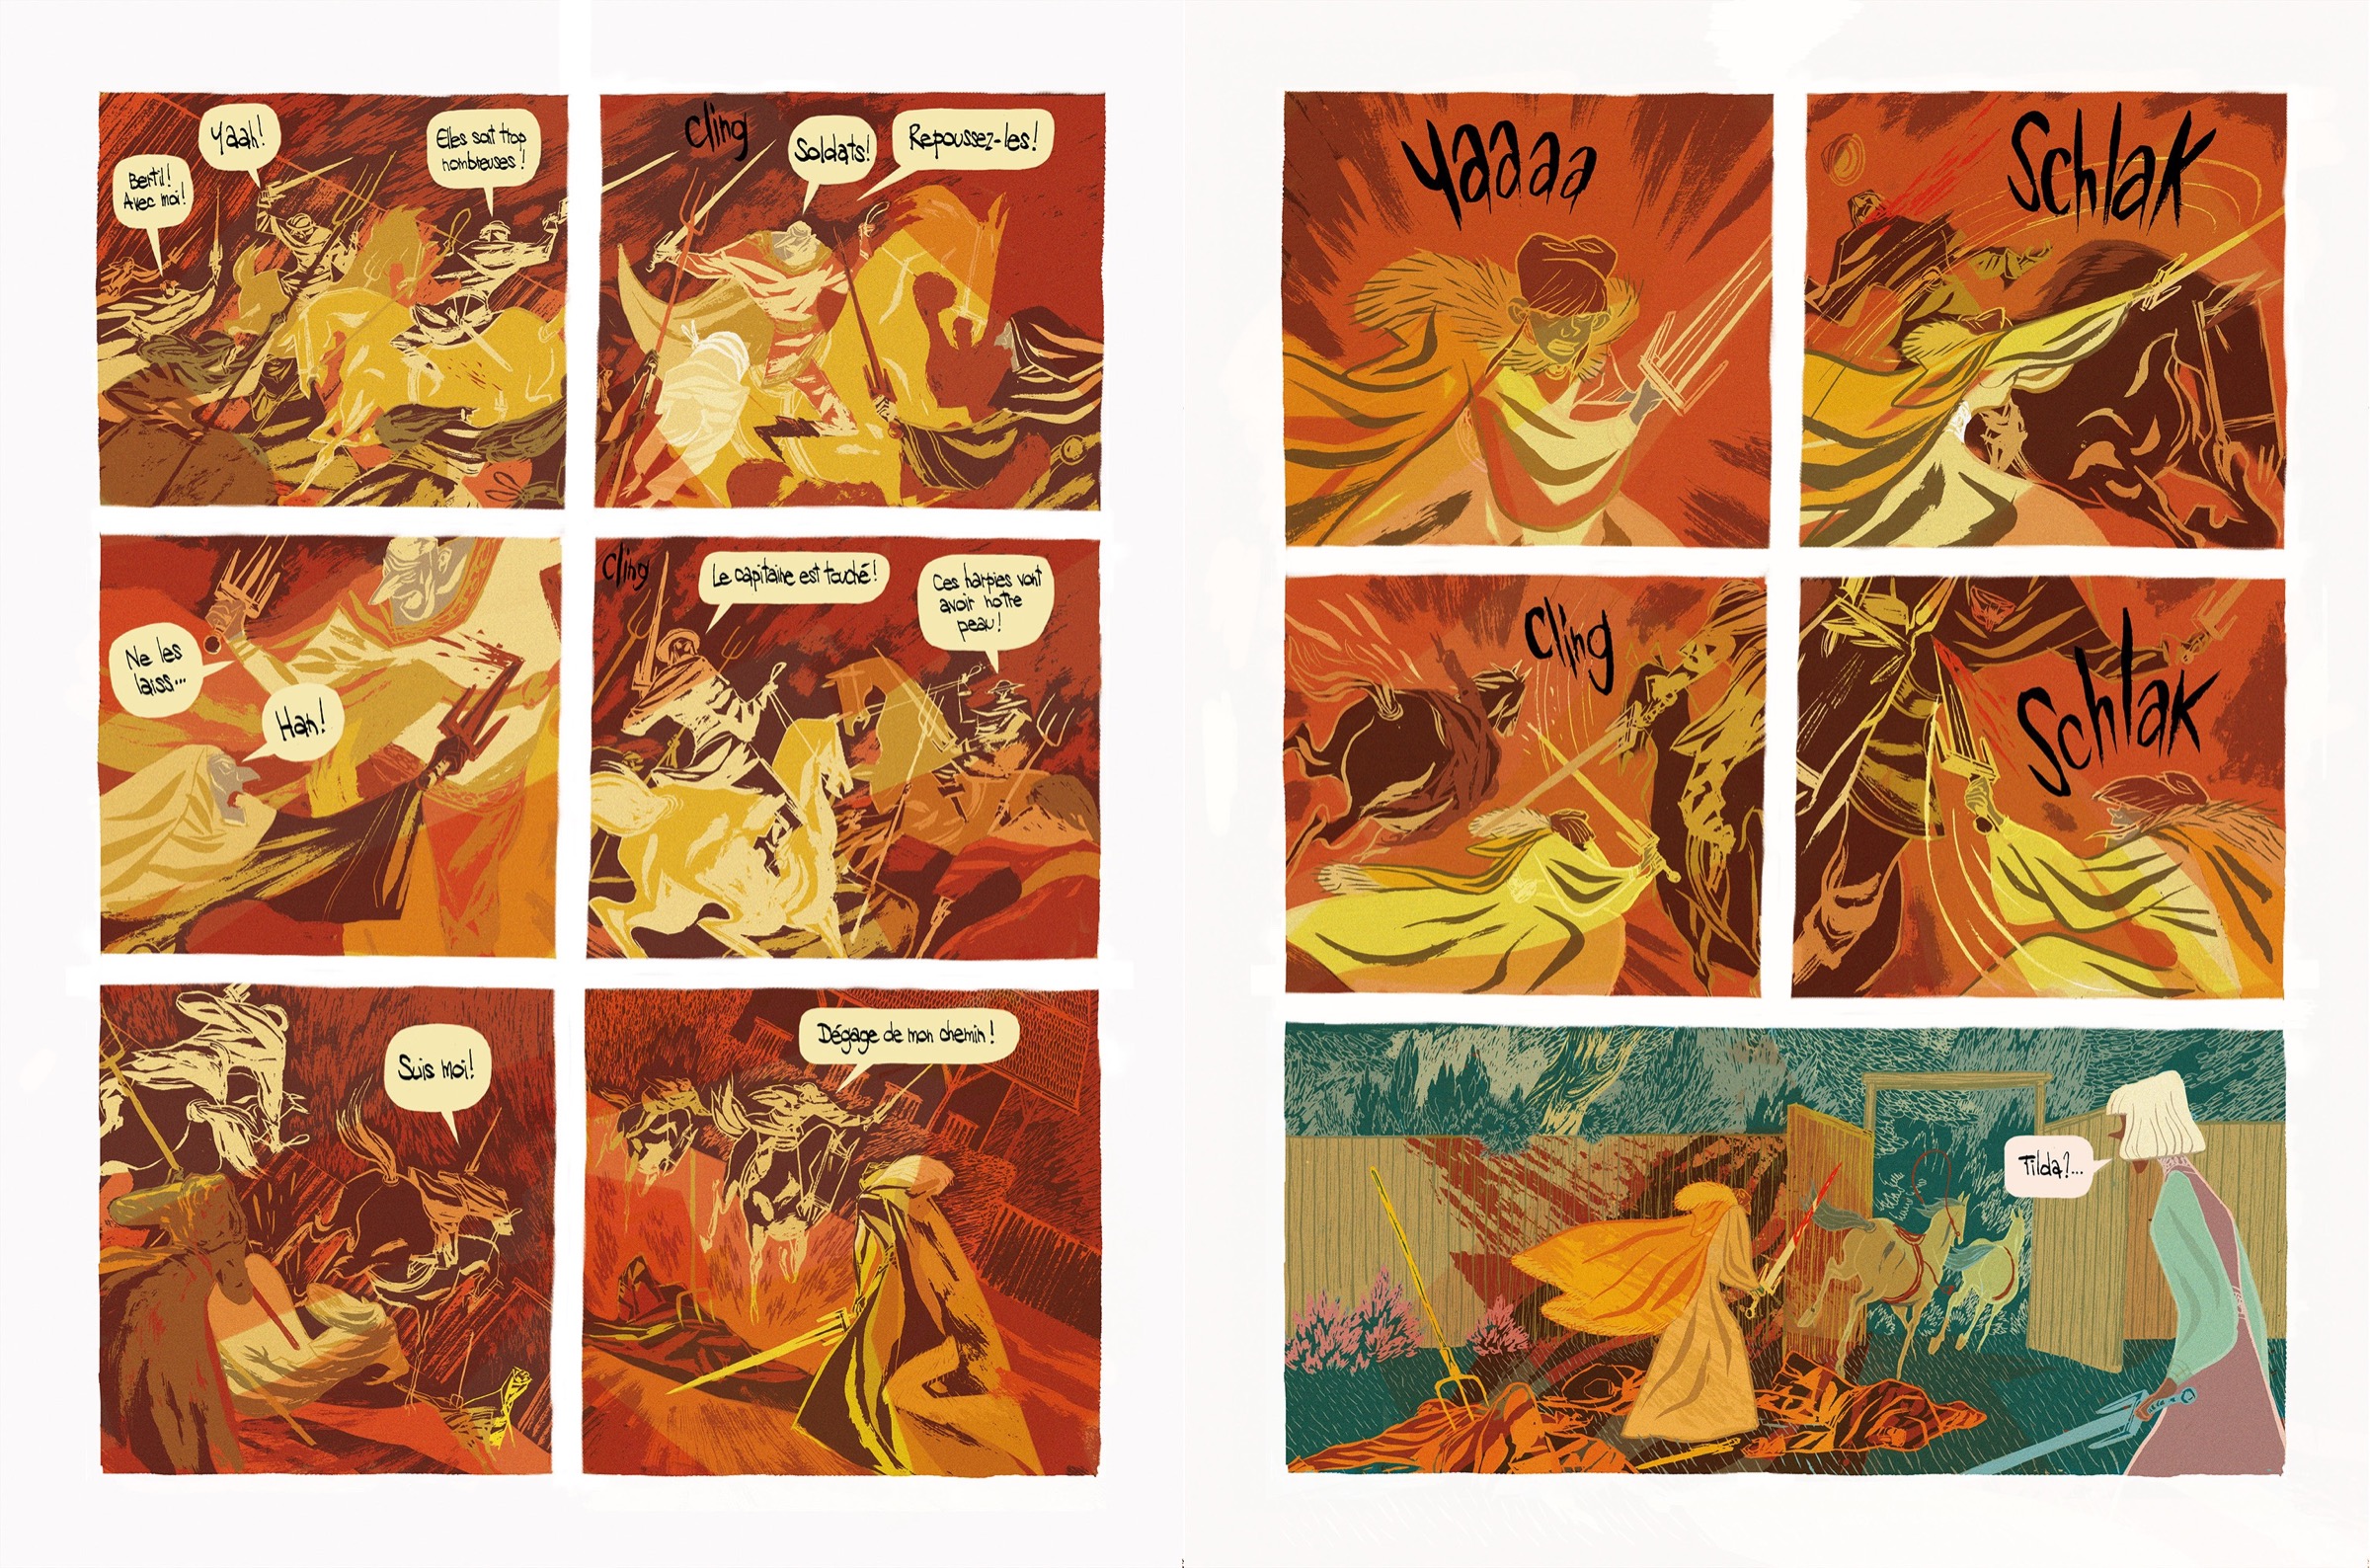 Bertil!
Avec moi!
Yaah!
Elles sont trop
nombreuses!
Cling
Soldats!
Repoussez-les!
Ne les
laiss...
Hah!
Cling
Le capitaine est touché!
Ces harpies vont
avoir notre
peau!
Suis moi!
Dégage de mon chemin!
Yaaaa
Schlak
Cling
Schlak
Tilda?...